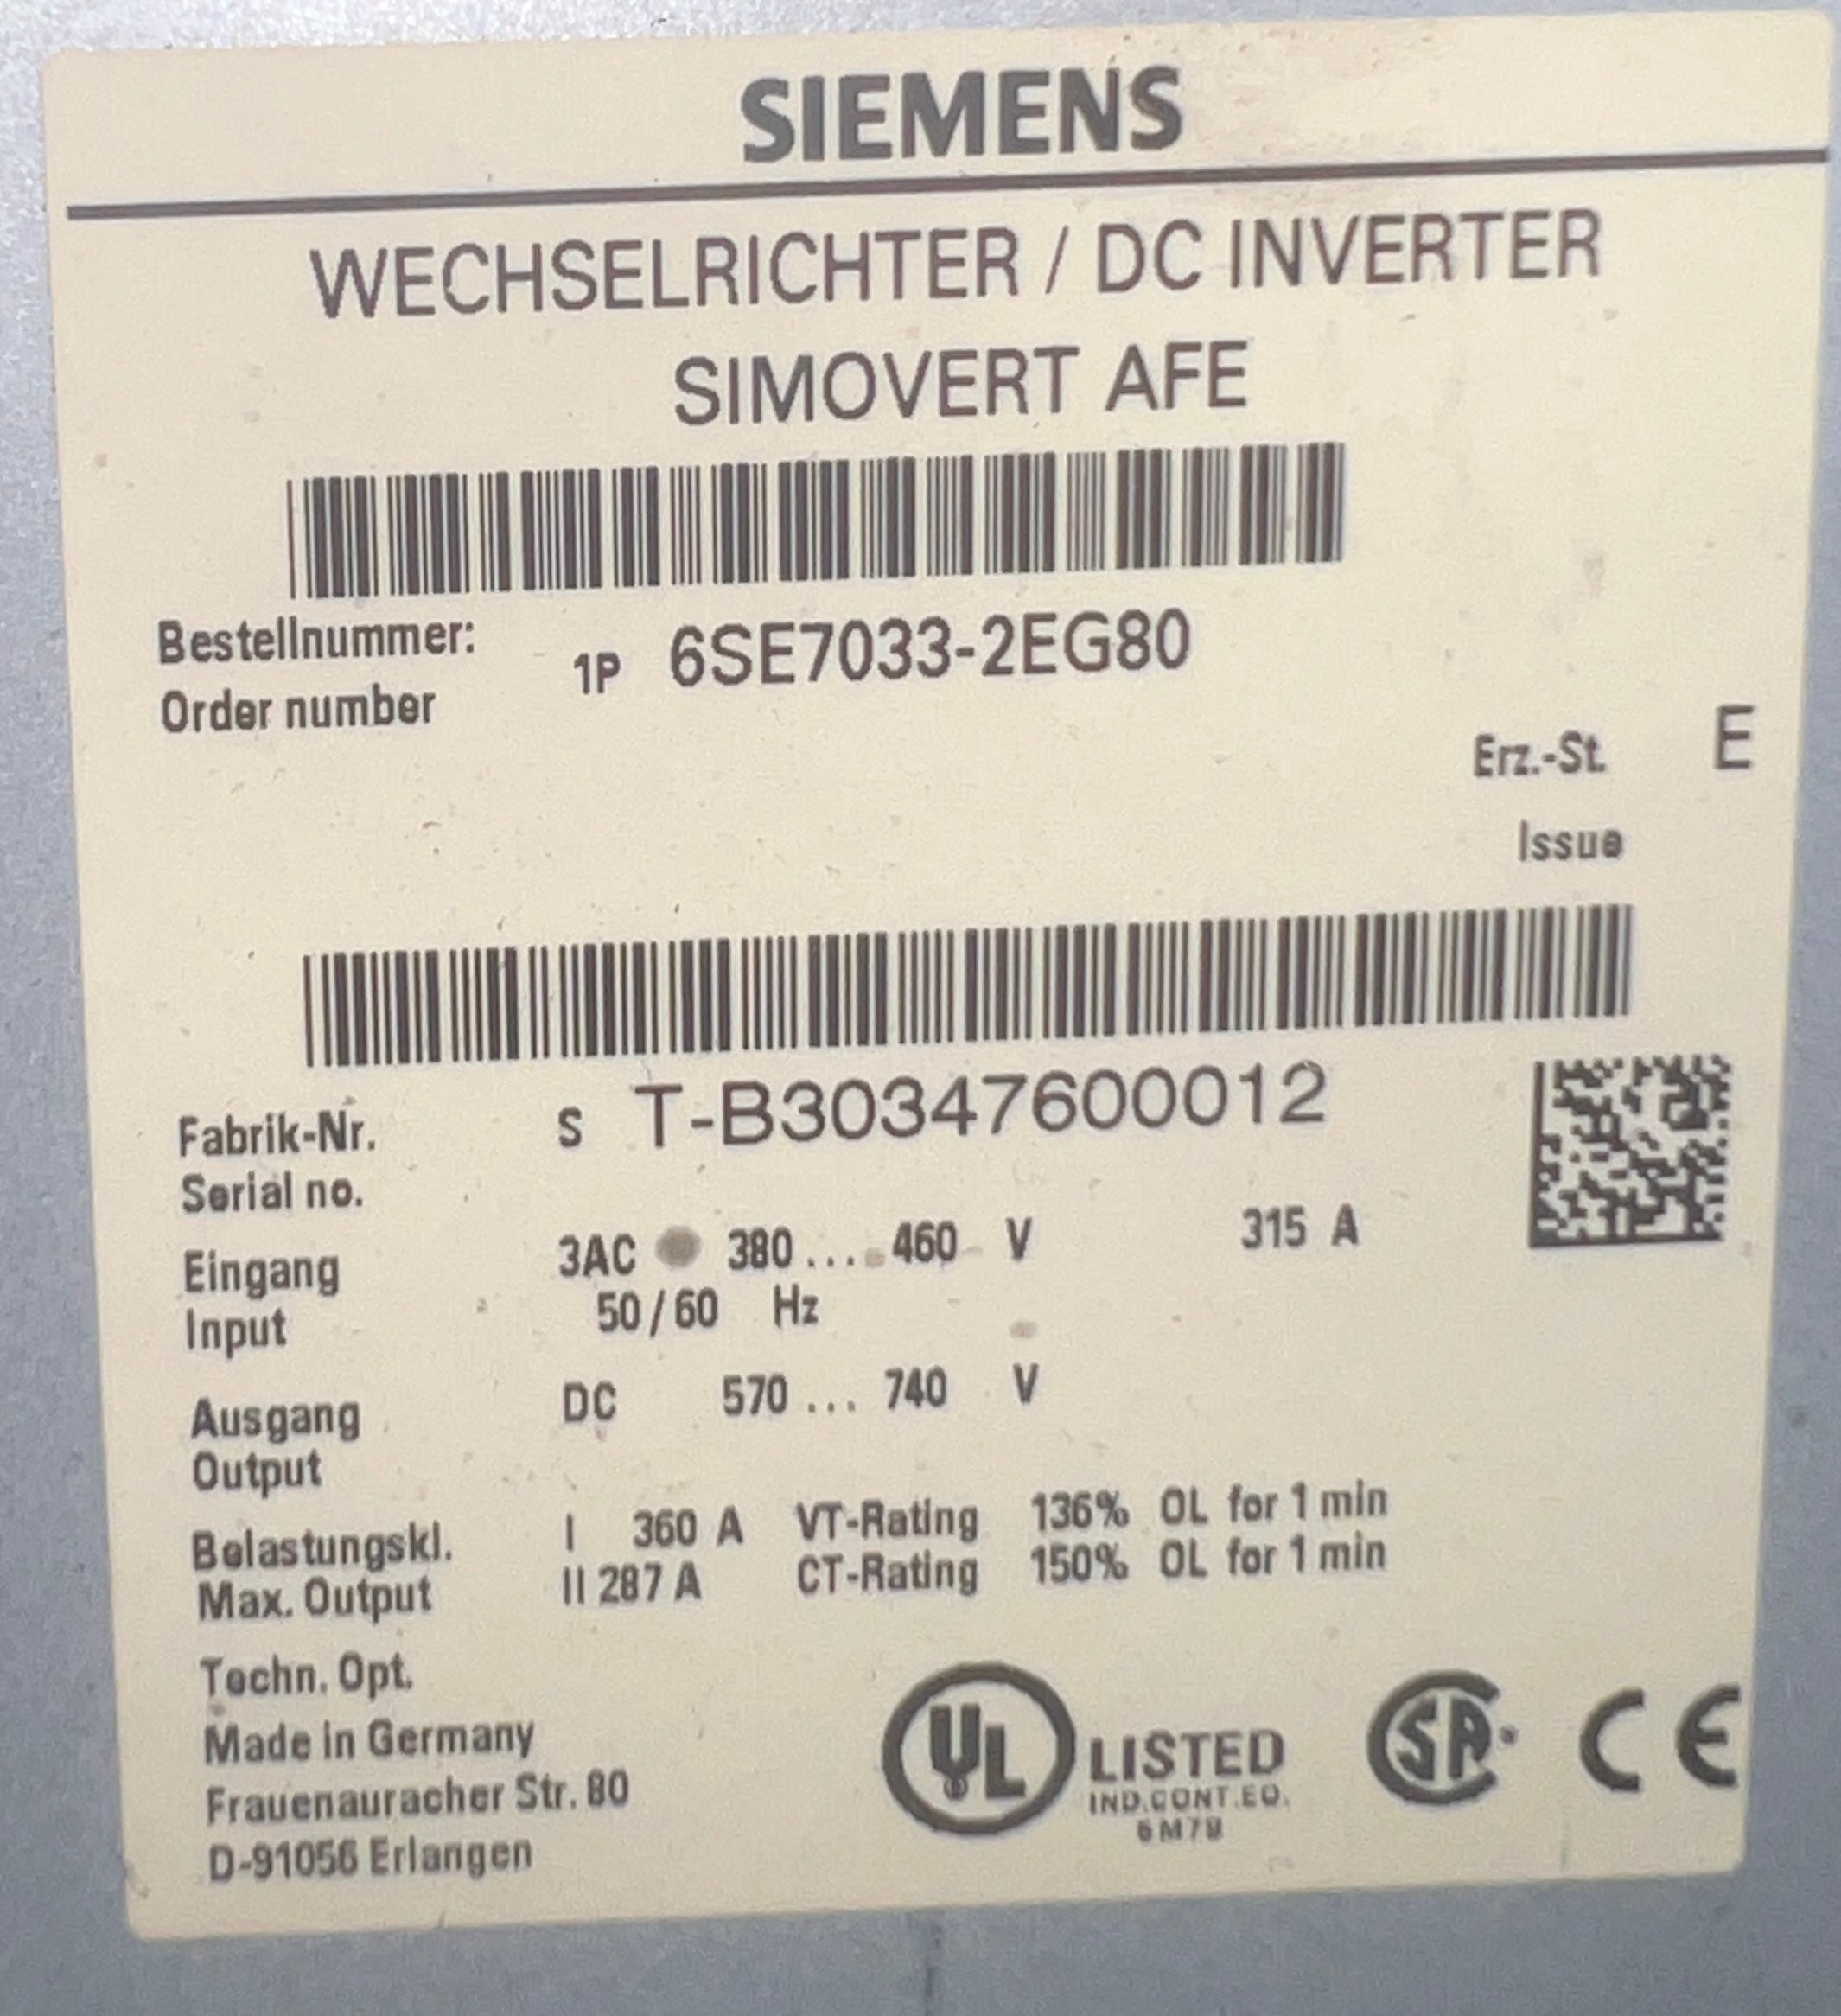 SIEMENS
WECHSELRICHTER / DC INVERTER
SIMOVERT AFE
Bestellnummer: 1P 6SE7033-2EG80
Order number
Erz.-St. E
Issue
Fabrik-Nr. S T-B30347600012
Serial no.
Eingang 3AC 380 ... 460 V 315 A
Input 50 / 60 Hz
Ausgang DC 570 ... 740 V
Output
Belastungskl. I 360 A VT-Rating 136% OL for 1 min
Max. Output II 287 A CT-Rating 150% OL for 1 min
Techn. Opt.
Made in Germany
Frauenauracher Str. 80
D-91056 Erlangen
UL LISTED
IND.CONT.EQ.
SA CE